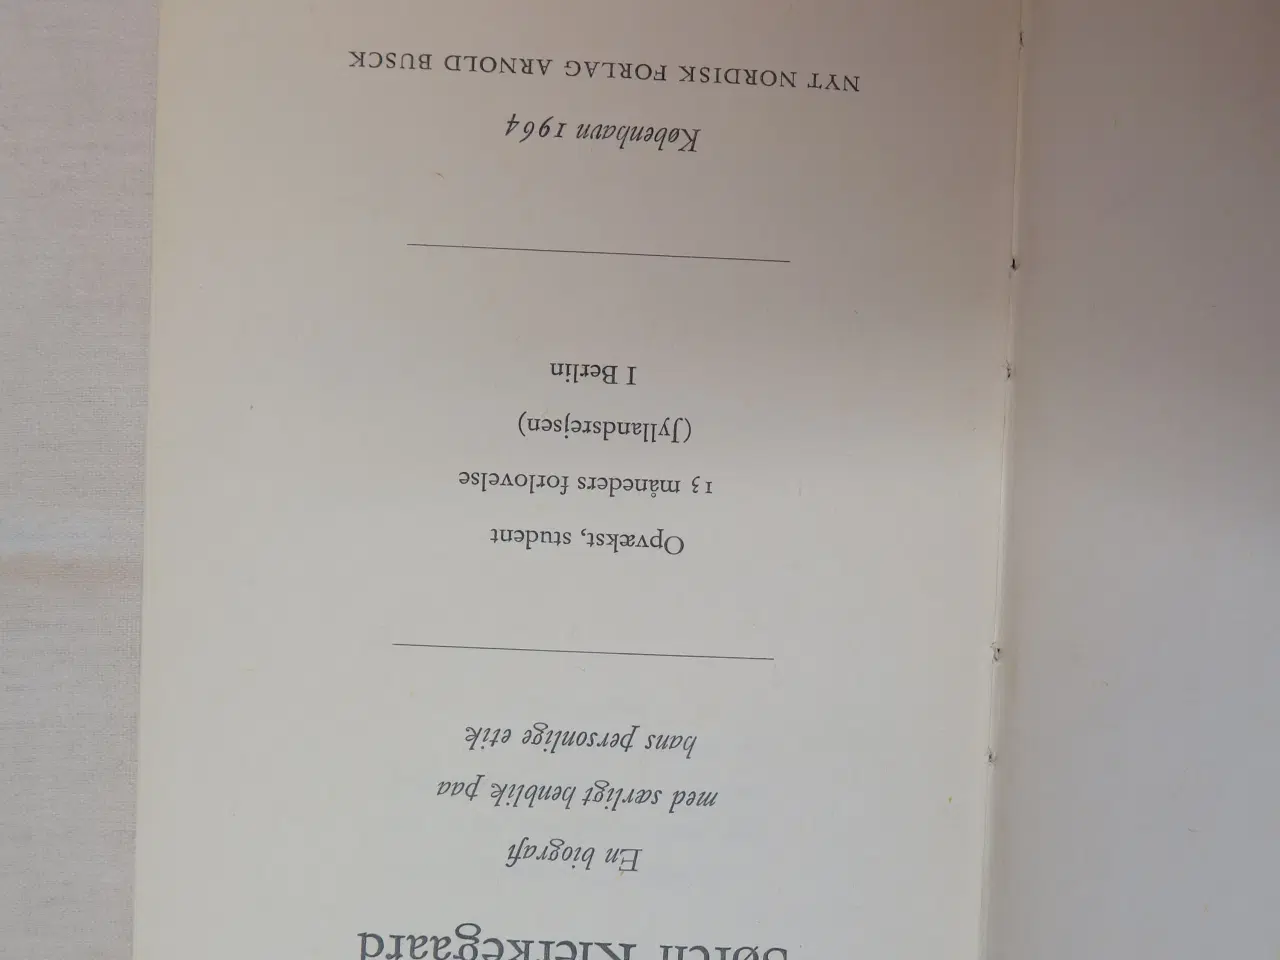 Søren Kierkegaard
En biografi
med særligt henblik paa
hans personlige etik
Opvækst, student
13 måneders forlovelse
(Jyllandsrejsen)
I Berlin
København 1964
NYT NORDISK FORLAG ARNOLD BUSCK